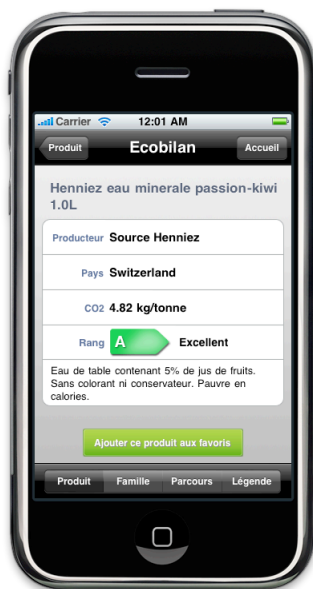 Carrier 12:01 AM
Produit Ecobilan Accueil
Henniez eau minerale passion-kiwi
1.0L
Producteur Source Henniez
Pays Switzerland
CO2 4.82 kg/tonne
Rang A Excellent
Eau de table contenant 5% de jus de fruits.
Sans colorant ni conservateur. Pauvre en
calories.
Ajouter ce produit aux favoris
Produit Famille Parcours Légende